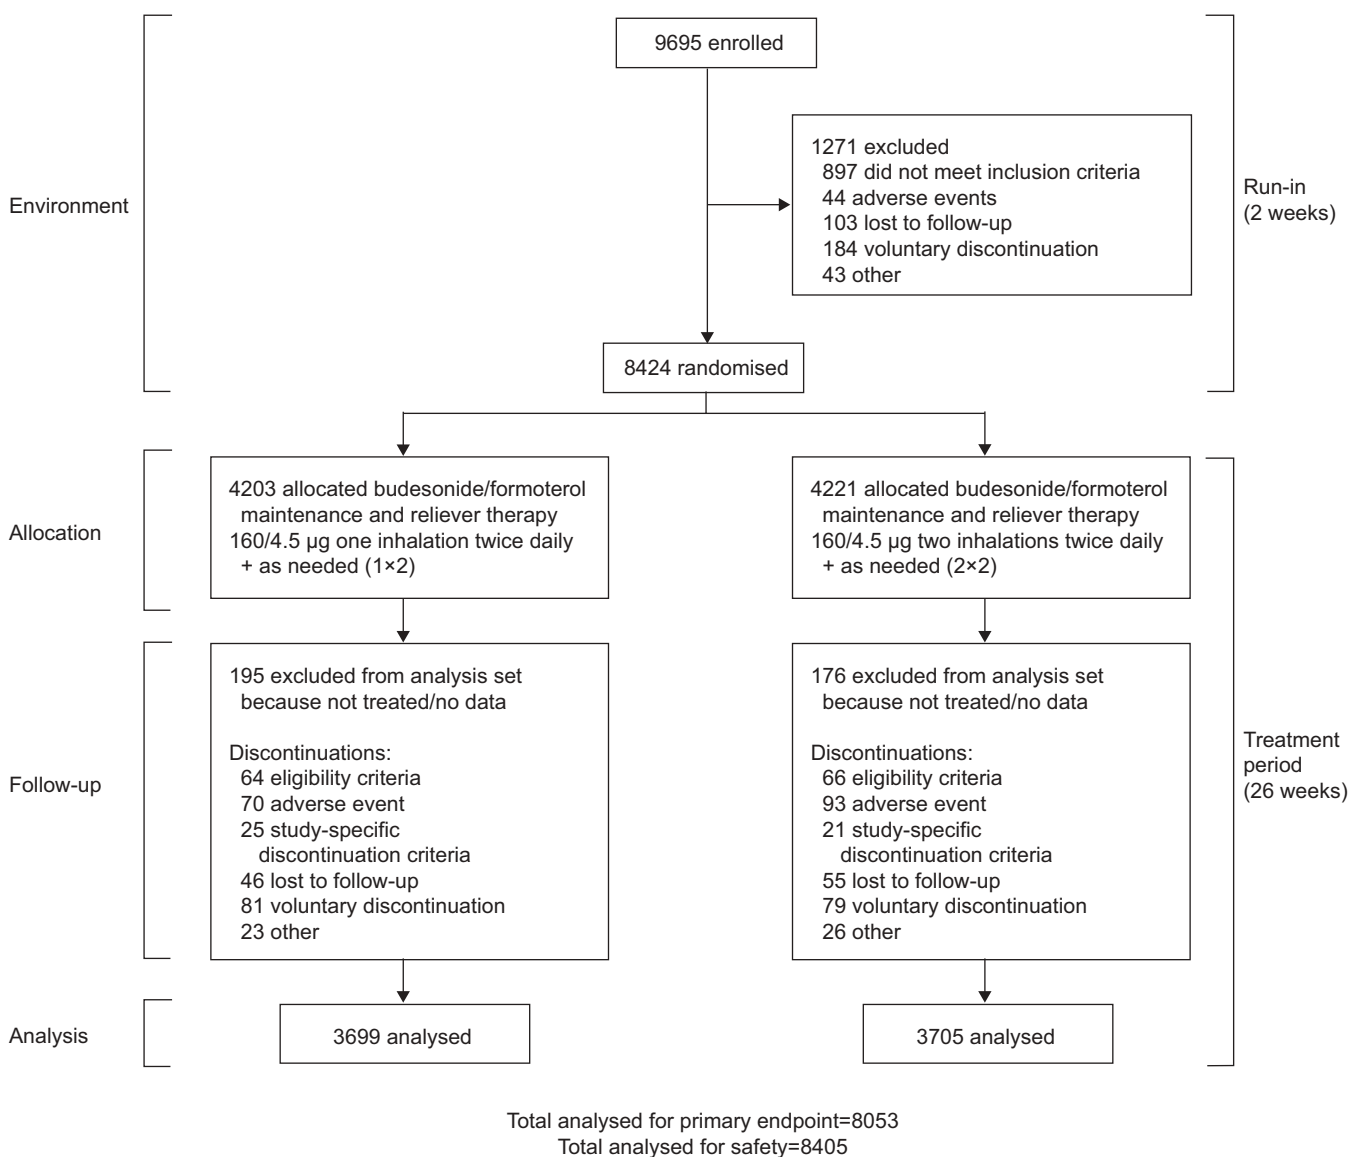 9695 enrolled
1271 excluded
897 did not meet inclusion criteria
44 adverse events
103 lost to follow-up
184 voluntary discontinuation
43 other
Environment
Run-in
(2 weeks)
8424 randomised
Allocation
4203 allocated budesonide/formoterol
maintenance and reliever therapy
160/4.5 µg one inhalation twice daily
+ as needed (1×2)
4221 allocated budesonide/formoterol
maintenance and reliever therapy
160/4.5 µg two inhalations twice daily
+ as needed (2×2)
Follow-up
195 excluded from analysis set
because not treated/no data
Discontinuations:
64 eligibility criteria
70 adverse event
25 study-specific
discontinuation criteria
46 lost to follow-up
81 voluntary discontinuation
23 other
176 excluded from analysis set
because not treated/no data
Discontinuations:
66 eligibility criteria
93 adverse event
21 study-specific
discontinuation criteria
55 lost to follow-up
79 voluntary discontinuation
26 other
Treatment
period
(26 weeks)
Analysis
3699 analysed
3705 analysed
Total analysed for primary endpoint=8053
Total analysed for safety=8405